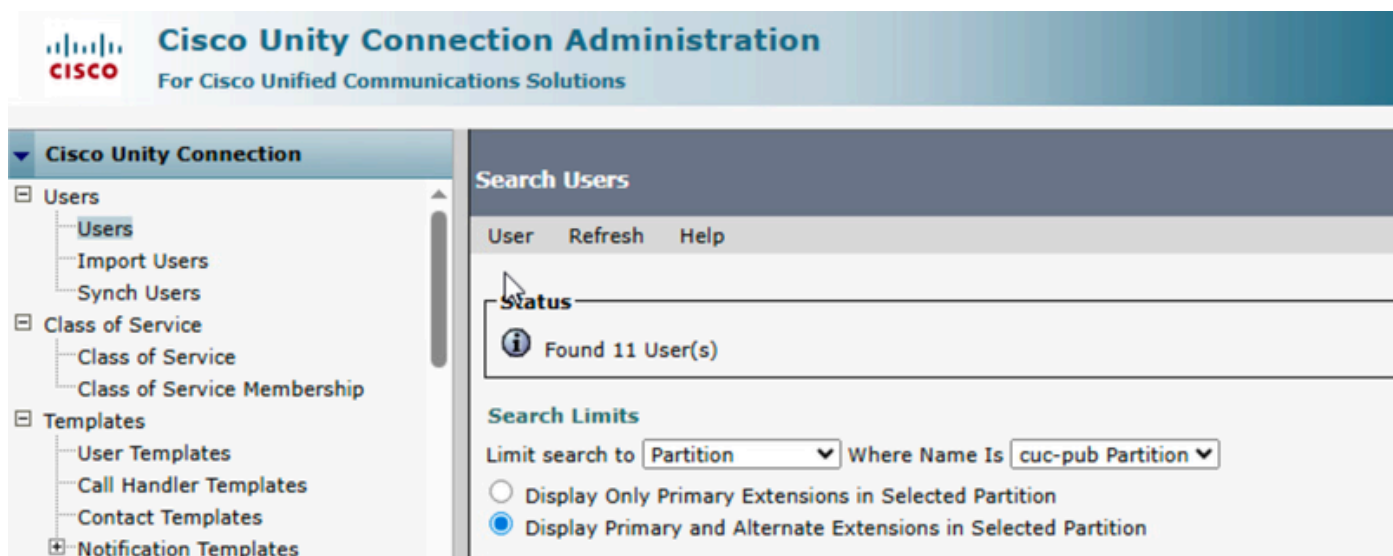 CISCO
Cisco Unity Connection Administration
For Cisco Unified Communications Solutions
Cisco Unity Connection
Users
Users
Import Users
Synch Users
Class of Service
Class of Service
Class of Service Membership
Templates
User Templates
Call Handler Templates
Contact Templates
Notification Templates
Search Users
User Refresh Help
Status
Found 11 User(s)
Search Limits
Limit search to Partition Where Name Is cuc-pub Partition
Display Only Primary Extensions in Selected Partition
Display Primary and Alternate Extensions in Selected Partition